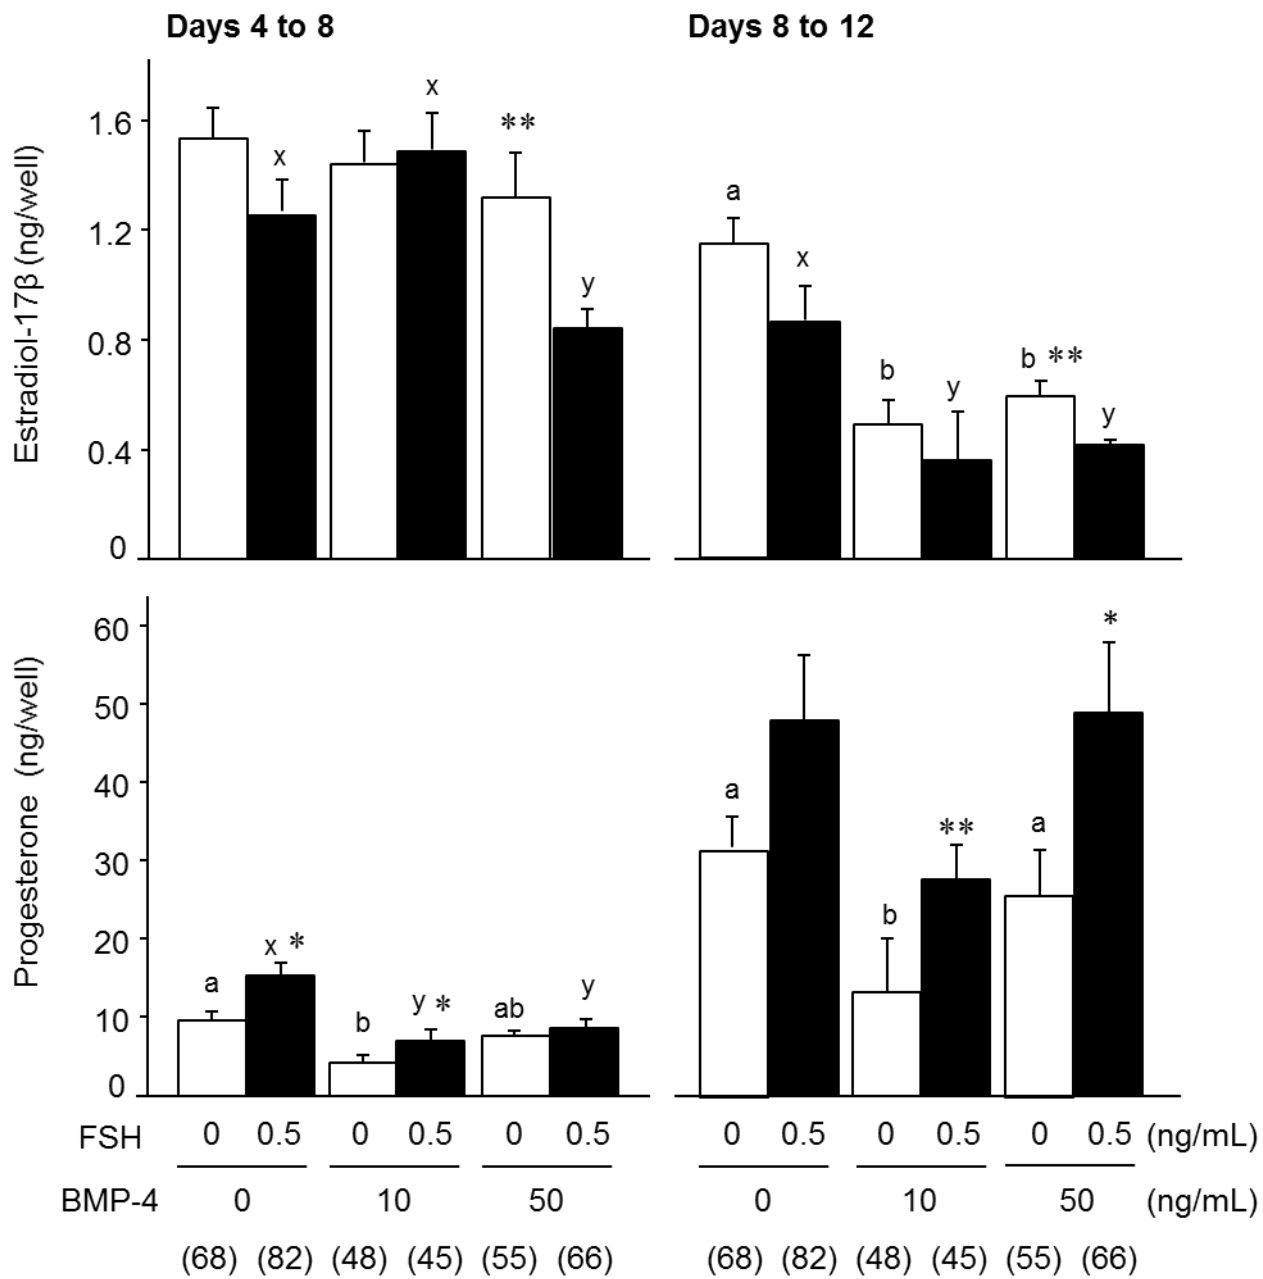 Days 4 to 8 Days 8 to 12
Estradiol-17β (ng/well)
1.6
1.2
0.8
0.4
0
x
x
**
y
a
x
b
y
b **
y
Progesterone (ng/well)
60
50
40
30
20
10
0
a
x *
b
y *
ab
y
a
b
**
a
*
FSH 0 0.5 0 0.5 0 0.5 0 0.5 0 0.5 0 0.5 (ng/mL)
BMP-4 0 10 50 0 10 50 (ng/mL)
(68) (82) (48) (45) (55) (66) (68) (82) (48) (45) (55) (66)